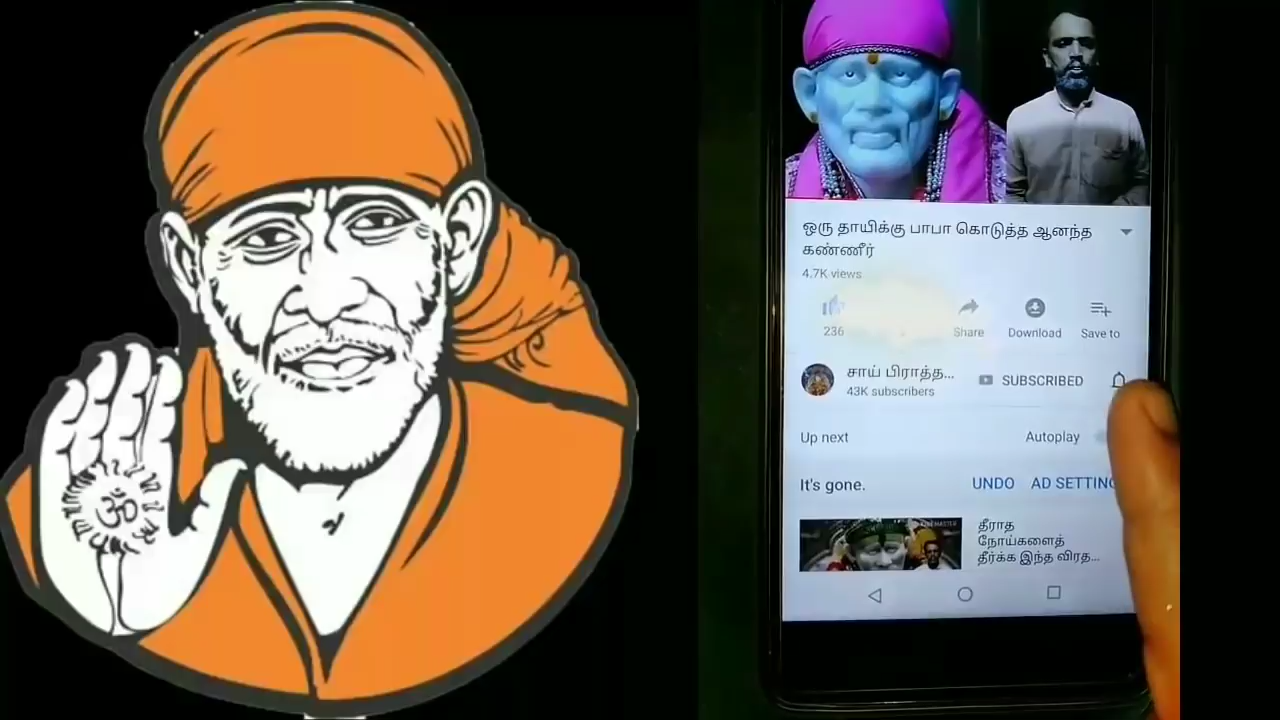 ॐ
ஒரு தாயிக்கு பாபா கொடுத்த ஆனந்த
கண்ணீர்
4.7K views
236
Share
Download
Save to
சாய் பிராத்த...
SUBSCRIBED
43K subscribers
Up next
Autoplay
It's gone.
UNDO
AD SETTING
தீராத
நோய்களைத்
தீர்க்க இந்த விரத...